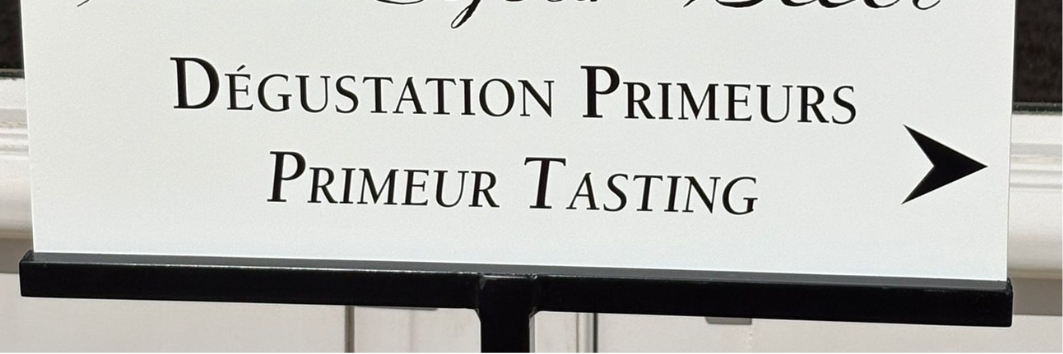 DÉGUSTATION PRIMEURS
PRIMEUR TASTING